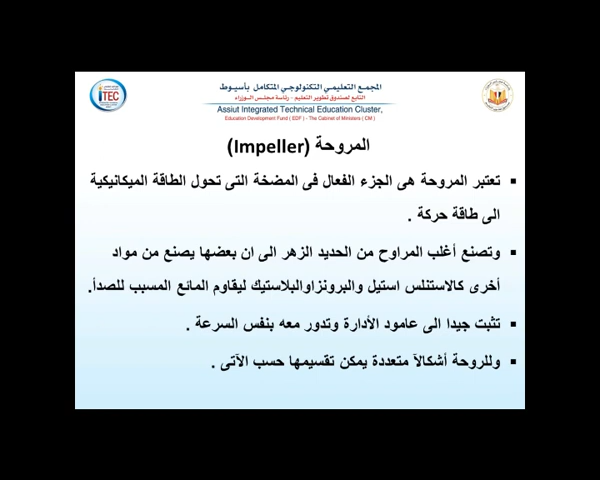 المجمع التعليمي التكنولوجي المتكامل بأسيوط
التابع لصندوق تطوير التعليم - رئاسة مجلس الوزراء
Assiut Integrated Technical Education Cluster,
Education Development Fund ( EDF ) - The Cabinet of Ministers ( CM )
ITEC
المروحة (Impeller)
▪ تعتبر المروحة هى الجزء الفعال فى المضخة التى تحول الطاقة الميكانيكية
الى طاقة حركة .
▪ وتصنع أغلب المراوح من الحديد الزهر الى ان بعضها يصنع من مواد
أخرى كالاستنلس استيل والبرونزاوالبلاستيك ليقاوم المائع المسبب للصدأ.
▪ تثبت جيدا الى عامود الأدارة وتدور معه بنفس السرعة .
▪ وللروحة أشكالآ متعددة يمكن تقسيمها حسب الآتى .